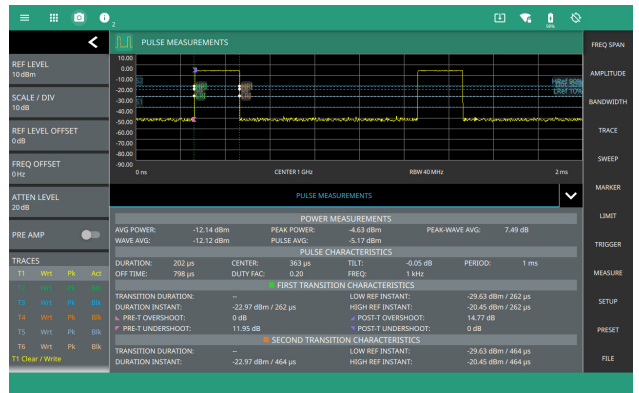 2
92%
PULSE MEASUREMENTS
FREQ SPAN
AMPLITUDE
BANDWIDTH
TRACE
SWEEP
MARKER
LIMIT
TRIGGER
MEASURE
SETUP
PRESET
FILE
REF LEVEL
10 dBm
SCALE / DIV
10 dB
REF LEVEL OFFSET
0 dB
FREQ OFFSET
0 Hz
ATTEN LEVEL
20 dB
PRE AMP
TRACES
T1 Wrt Pk Act
T2 Wrt Pk Blk
T3 Wrt Pk Blk
T4 Wrt Pk Blk
T5 Wrt Pk Blk
T6 Wrt Pk Blk
T1 Clear / Write
10.00
0.00
-10.00
-20.00
-30.00
-40.00
-50.00
-60.00
-70.00
-80.00
-90.00
HRef 90%
LRef 10%
0 ns CENTER 1 GHz RBW 40 MHz 2 ms
PULSE MEASUREMENTS
POWER MEASUREMENTS
AVG POWER: -12.14 dBm PEAK POWER: -4.63 dBm PEAK-WAVE AVG: 7.49 dB
WAVE AVG: -12.12 dBm PULSE AVG: -5.17 dBm
PULSE CHARACTERISTICS
DURATION: 202 µs CENTER: 363 µs TILT: -0.05 dB PERIOD: 1 ms
OFF TIME: 798 µs DUTY FAC: 0.20 FREQ: 1 kHz
FIRST TRANSITION CHARACTERISTICS
TRANSITION DURATION: -- LOW REF INSTANT: -29.63 dBm / 262 µs
DURATION INSTANT: -22.97 dBm / 262 µs HIGH REF INSTANT: -20.45 dBm / 262 µs
PRE-T OVERSHOOT: 0 dB POST-T OVERSHOOT: 14.77 dB
PRE-T UNDERSHOOT: 11.95 dB POST-T UNDERSHOOT: 0 dB
SECOND TRANSITION CHARACTERISTICS
TRANSITION DURATION: -- LOW REF INSTANT: -29.63 dBm / 464 µs
DURATION INSTANT: -22.97 dBm / 464 µs HIGH REF INSTANT: -20.45 dBm / 464 µs